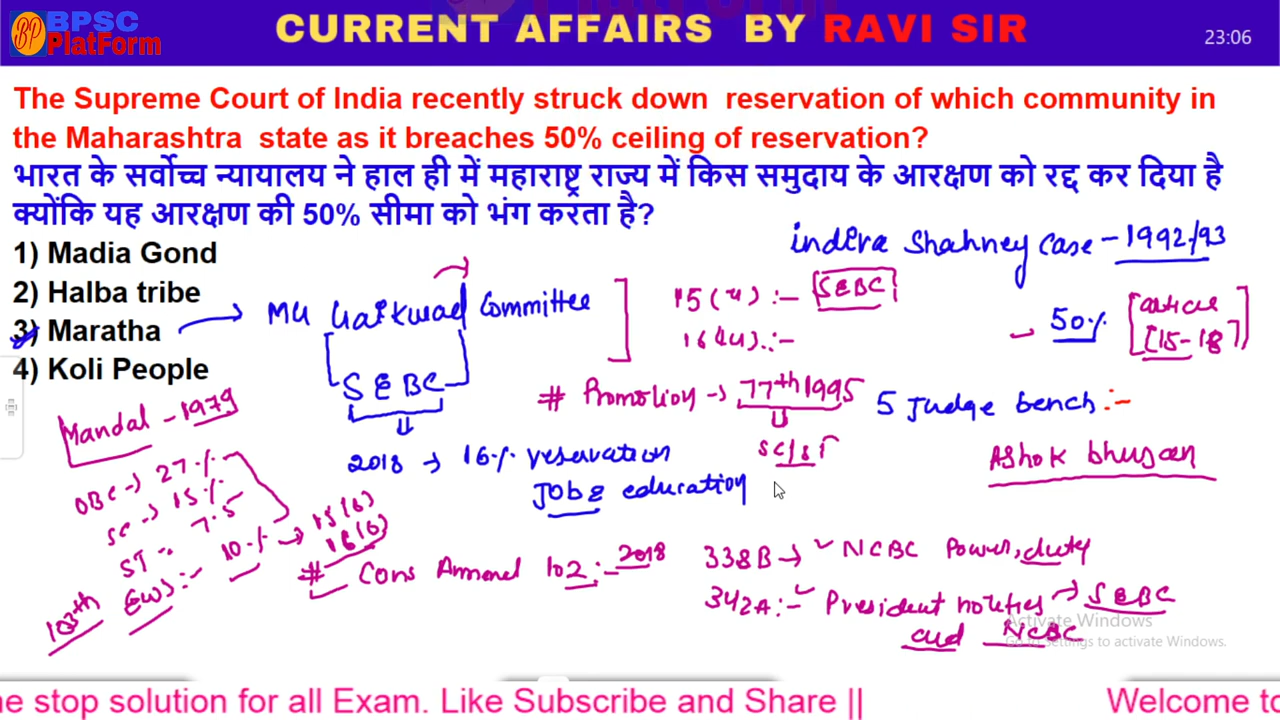 BPSC
PlatForm
BP
CURRENT AFFAIRS BY RAVI SIR
23:06
The Supreme Court of India recently struck down reservation of which community in
the Maharashtra state as it breaches 50% ceiling of reservation?
भारत के सर्वोच्च न्यायालय ने हाल ही में महाराष्ट्र राज्य में किस समुदाय के आरक्षण को रद्द कर दिया है
क्योंकि यह आरक्षण की 50% सीमा को भंग करता है?
1) Madia Gond
2) Halba tribe
3) Maratha
4) Koli People
indira Shahney Case - 1992/93
MG Gaikwad Committee
SEBC
15(4) :- SEBC
16(4) :-
50%
article
[15-18]
# Promotion → 77th 1995
SC/ST
5 Judge bench :-
Ashok bhusan
2018 → 16% reservation
Job & education
Mandal - 1979
OBC → 27%
SC → 15%
ST 7.5
103th EWS :- 10% → 15(6)
16(6)
# Cons Ammend 102 :- 2018
338B → NCBC Power, duty
342A :- President notifies → SEBC
and NCBC
Activate Windows
Go to Settings to activate Windows.
ne stop solution for all Exam. Like Subscribe and Share ||
Welcome to